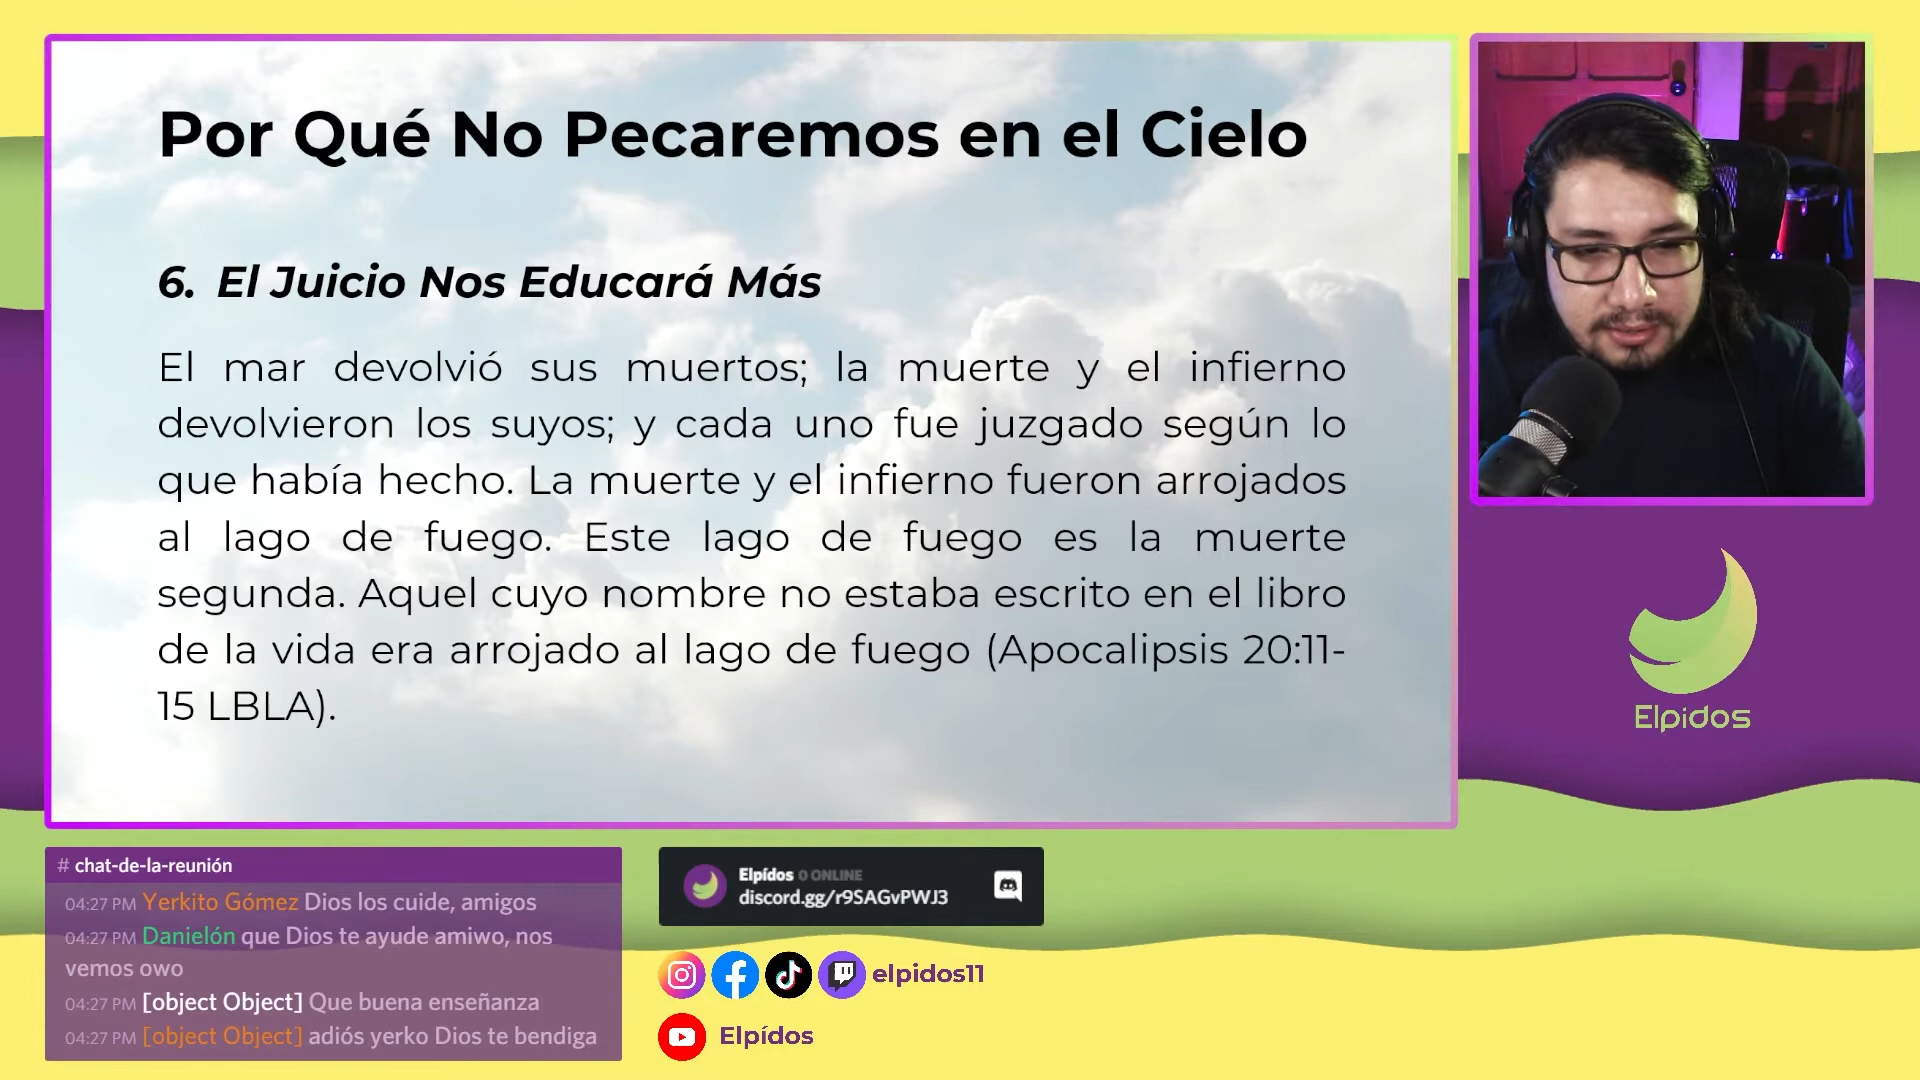 Por Qué No Pecaremos en el Cielo
6. El Juicio Nos Educará Más
El mar devolvió sus muertos; la muerte y el infierno
devolvieron los suyos; y cada uno fue juzgado según lo
que había hecho. La muerte y el infierno fueron arrojados
al lago de fuego. Este lago de fuego es la muerte
segunda. Aquel cuyo nombre no estaba escrito en el libro
de la vida era arrojado al lago de fuego (Apocalipsis 20:11-
15 LBLA).
Elpidos
# chat-de-la-reunión
04:27 PM Yerkito Gómez Dios los cuide, amigos
04:27 PM Danielón que Dios te ayude amiwo, nos
vemos owo
04:27 PM [object Object] Que buena enseñanza
04:27 PM [object Object] adiós yerko Dios te bendiga
Elpídos 0 ONLINE
discord.gg/r9SAGvPWJ3
elpidos11
Elpídos